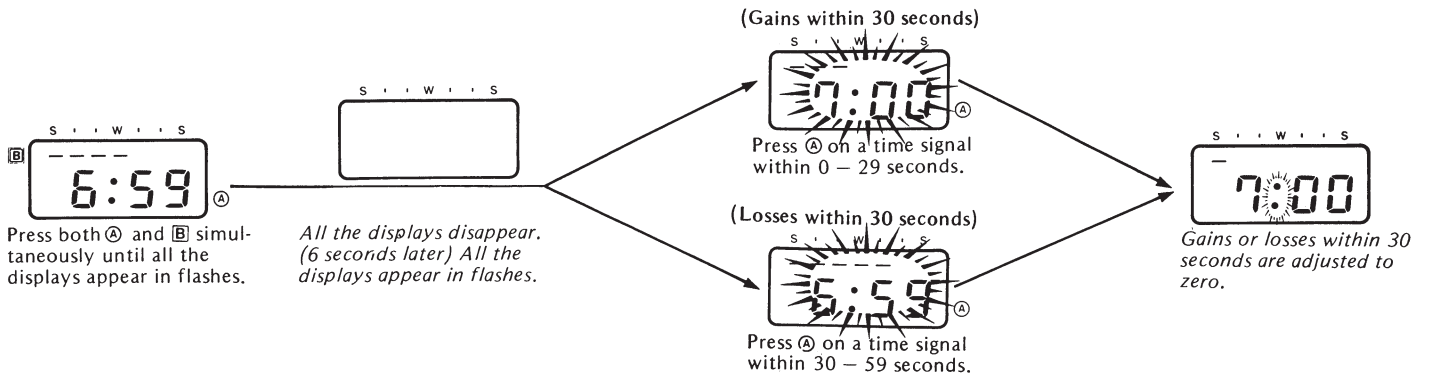 S ' ' W ' ' S
B
6:59
A
Press both Ⓐ and B simul-
taneously until all the
displays appear in flashes.
S ' ' W ' ' S
All the displays disappear.
(6 seconds later) All the
displays appear in flashes.
(Gains within 30 seconds)
S ' ' W ' ' S
7:00
A
Press Ⓐ on a time signal
within 0 – 29 seconds.
(Losses within 30 seconds)
S ' ' W ' ' S
6:59
A
Press Ⓐ on a time signal
within 30 – 59 seconds.
S ' ' W ' ' S
7:00
Gains or losses within 30
seconds are adjusted to
zero.